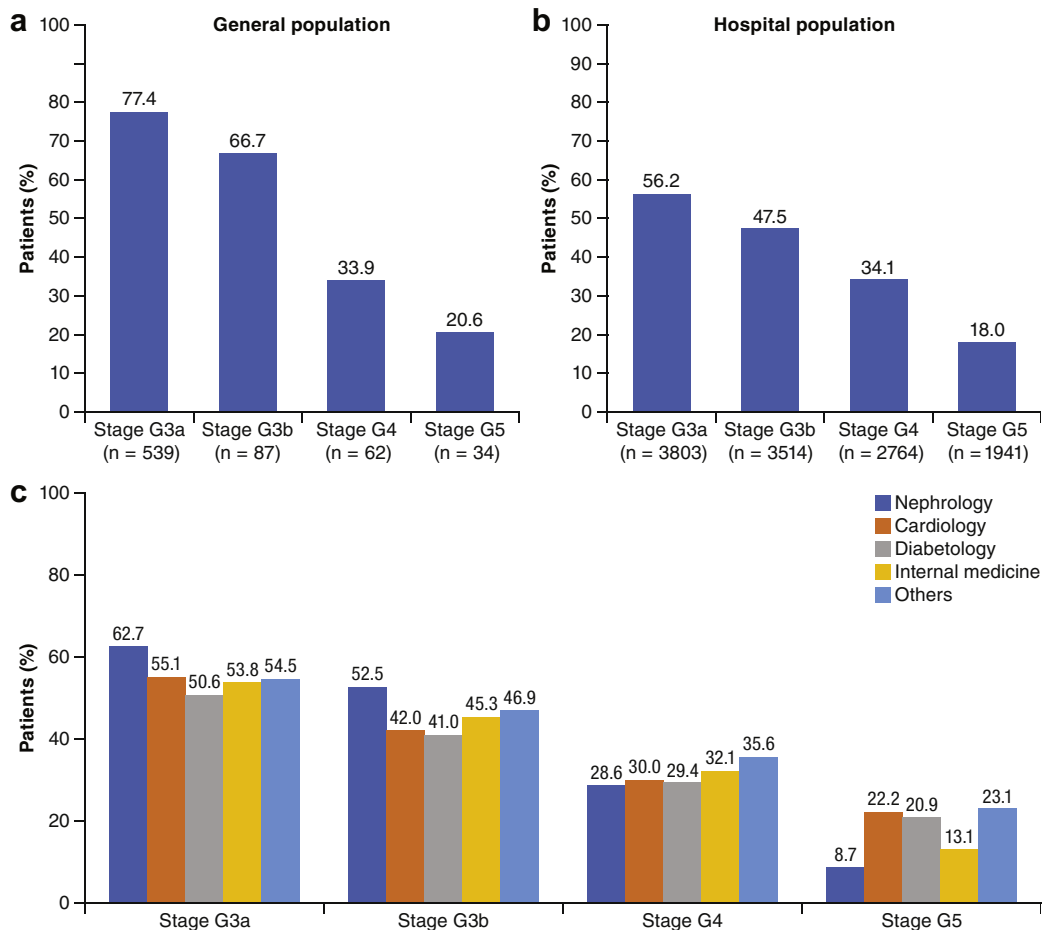 a
General population
Patients (%)
100
80
70
60
50
40
30
20
10
0
77.4
66.7
33.9
20.6
Stage G3a
(n = 539)
Stage G3b
(n = 87)
Stage G4
(n = 62)
Stage G5
(n = 34)
b
Hospital population
Patients (%)
100
90
80
70
60
50
40
30
20
10
0
56.2
47.5
34.1
18.0
Stage G3a
(n = 3803)
Stage G3b
(n = 3514)
Stage G4
(n = 2764)
Stage G5
(n = 1941)
c
Patients (%)
100
80
60
40
20
0
Nephrology
Cardiology
Diabetology
Internal medicine
Others
62.7
55.1
50.6
53.8
54.5
52.5
42.0
41.0
45.3
46.9
28.6
30.0
29.4
32.1
35.6
8.7
22.2
20.9
13.1
23.1
Stage G3a
Stage G3b
Stage G4
Stage G5